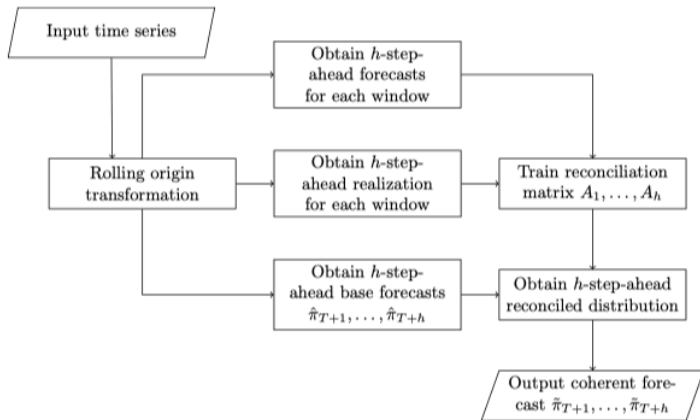 Input time series
Obtain h-step-
ahead forecasts
for each window
Rolling origin
transformation
Obtain h-step-
ahead realization
for each window
Train reconciliation
matrix A₁, . . . , Aₕ
Obtain h-step-
ahead base forecasts
π̂_{T+1}, . . . , π̂_{T+h}
Obtain h-step-ahead
reconciled distribution
Output coherent fore-
cast π̃_{T+1}, . . . , π̃_{T+h}